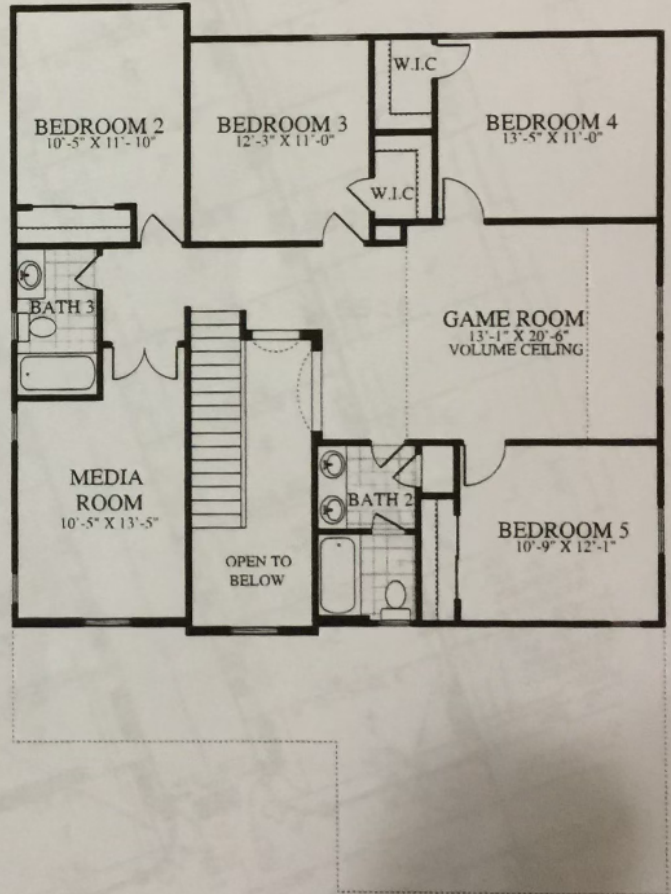 W.I.C
BEDROOM 2
10'-5" X 11'- 10"
BEDROOM 3
12'-3" X 11'-0"
BEDROOM 4
13'-5" X 11'-0"
W.I.C
BATH 3
GAME ROOM
13'-1" X 20'-6"
VOLUME CEILING
MEDIA
ROOM
10'-5" X 13'-5"
BATH 2
BEDROOM 5
10'-9" X 12'-1"
OPEN TO
BELOW